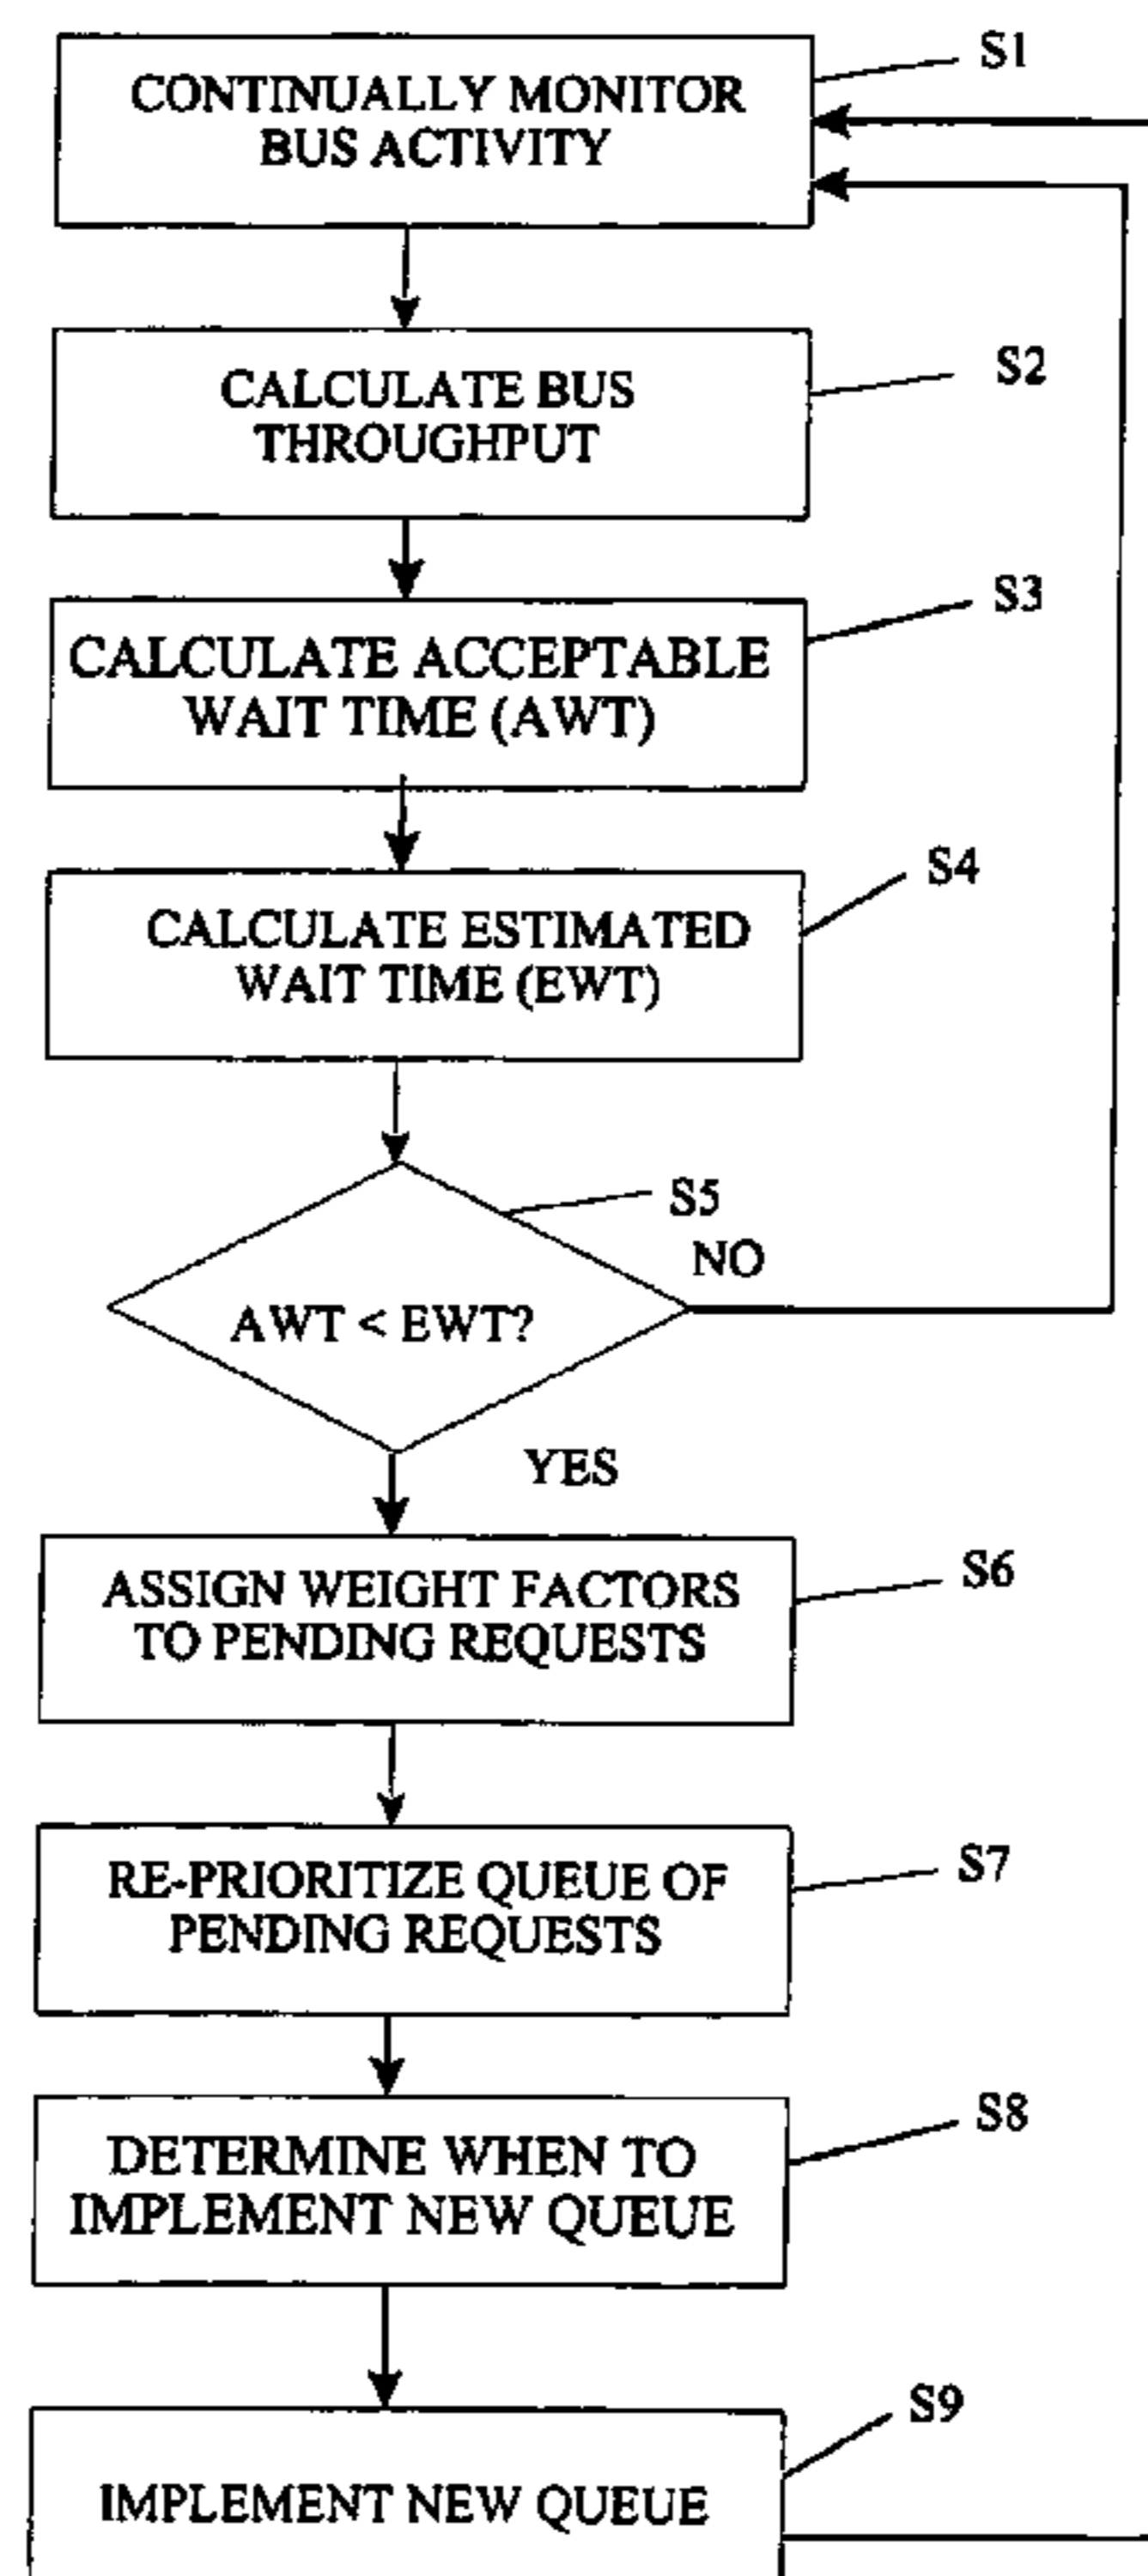 S1
CONTINUALLY MONITOR
BUS ACTIVITY
S2
CALCULATE BUS
THROUGHPUT
S3
CALCULATE ACCEPTABLE
WAIT TIME (AWT)
S4
CALCULATE ESTIMATED
WAIT TIME (EWT)
S5
NO
AWT < EWT?
YES
S6
ASSIGN WEIGHT FACTORS
TO PENDING REQUESTS
S7
RE-PRIORITIZE QUEUE OF
PENDING REQUESTS
S8
DETERMINE WHEN TO
IMPLEMENT NEW QUEUE
S9
IMPLEMENT NEW QUEUE